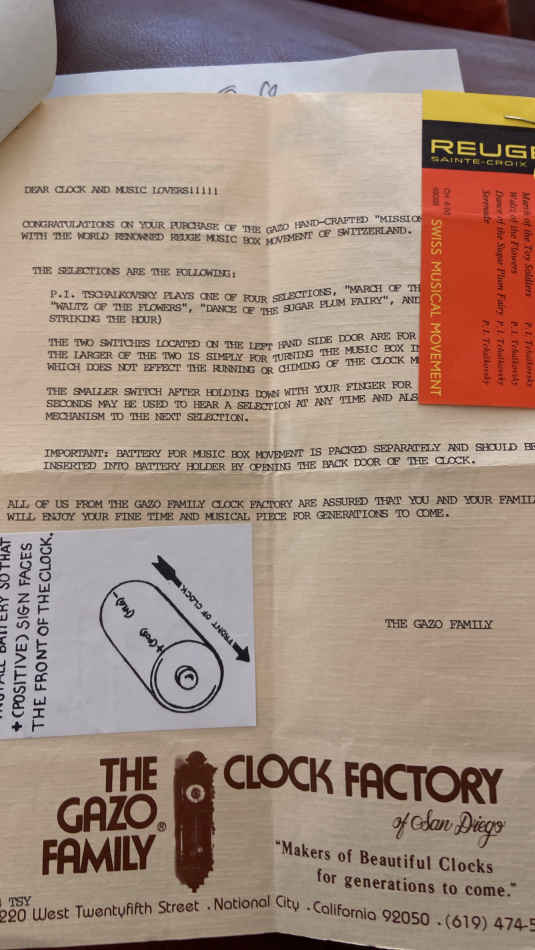 DEAR CLOCK AND MUSIC LOVERS!!!!!
CONGRATULATIONS ON YOUR PURCHASE OF THE GAZO HAND-CRAFTED "MISSION
WITH THE WORLD RENOWNED REUGE MUSIC BOX MOVEMENT OF SWITZERLAND.
THE SELECTIONS ARE THE FOLLOWING:
P.I. TSCHAIKOVSKY PLAYS ONE OF FOUR SELECTIONS, "MARCH OF TH
"WALTZ OF THE FLOWERS", "DANCE OF THE SUGAR PLUM FAIRY", AND
STRIKING THE HOUR)
THE TWO SWITCHES LOCATED ON THE LEFT HAND SIDE DOOR ARE FOR
THE LARGER OF THE TWO IS SIMPLY FOR TURNING THE MUSIC BOX
WHICH DOES NOT EFFECT THE RUNNING OR CHIMING OF THE CLOCK
THE SMALLER SWITCH AFTER HOLDING DOWN WITH YOUR FINGER FOR
SECONDS MAY BE USED TO HEAR A SELECTION AT ANY TIME AND ALS
MECHANISM TO THE NEXT SELECTION.
IMPORTANT: BATTERY FOR MUSIC BOX MOVEMENT IS PACKED SEPARATELY AND SHOULD BE
INSERTED INTO BATTERY HOLDER BY OPENING THE BACK DOOR OF THE CLOCK.
ALL OF US FROM THE GAZO FAMILY CLOCK FACTORY ARE ASSURED THAT YOU AND YOUR FAMIL
WILL ENJOY YOUR FINE TIME AND MUSICAL PIECE FOR GENERATIONS TO COME.
THE GAZO FAMILY
REUGE
SAINTE-CROIX
March of the Toy Soldiers P. I. Tchaikovsky
Waltz of the Flowers P. I. Tchaikovsky
Dance of the Sugar Plum Fairy P. I. Tchaikovsky
Serenade P. I. Tchaikovsky
SWISS MUSICAL MOVEMENT
BATTERY SO THAT
+ (POSITIVE) SIGN FACES
THE FRONT OF THE CLOCK.
+ (POS) (NEG) -
FRONT OF CLOCK
THE GAZO® FAMILY
CLOCK FACTORY
of San Diego
"Makers of Beautiful Clocks
for generations to come."
TSY
220 West Twentyfifth Street . National City . California 92050 . (619) 474-5